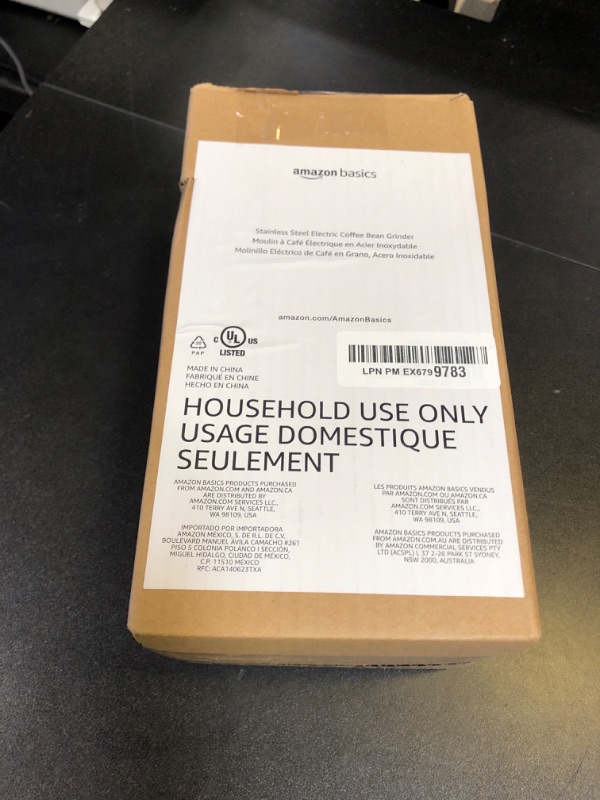 amazon basics
Stainless Steel Electric Coffee Bean Grinder
Moulin à Café Électrique en Acier Inoxydable
Molinillo Eléctrico de Café en Grano, Acero Inoxidable
amazon.com/AmazonBasics
PAP
C UL US
LISTED
LPN PM EX679 9783
MADE IN CHINA
FABRIQUÉ EN CHINE
HECHO EN CHINA
HOUSEHOLD USE ONLY
USAGE DOMESTIQUE
SEULEMENT
AMAZON BASICS PRODUCTS PURCHASED
FROM AMAZON.COM AND AMAZON.CA
ARE DISTRIBUTED BY
AMAZON.COM SERVICES LLC.,
410 TERRY AVE N, SEATTLE,
WA 98109, USA
IMPORTADO POR IMPORTADORA
AMAZON MÉXICO, S. DE R.L. DE C.V.
BOULEVARD MANUEL ÁVILA CAMACHO #261
PISO 5 COLONIA POLANCO I SECCIÓN,
MIGUEL HIDALGO, CIUDAD DE MÉXICO,
C.P. 11510 MÉXICO
RFC: ACA140623TXA
LES PRODUITS AMAZON BASICS VENDUS
PAR AMAZON.COM OU AMAZON.CA
SONT DISTRIBUÉS PAR
AMAZON.COM SERVICES LLC.,
410 TERRY AVE N, SEATTLE,
WA 98109, USA
AMAZON BASICS PRODUCTS PURCHASED
FROM AMAZON.COM.AU ARE DISTRIBUTED
BY AMAZON COMMERCIAL SERVICES PTY
LTD (ACSPL) L 37 2-26 PARK ST SYDNEY,
NSW 2000, AUSTRALIA